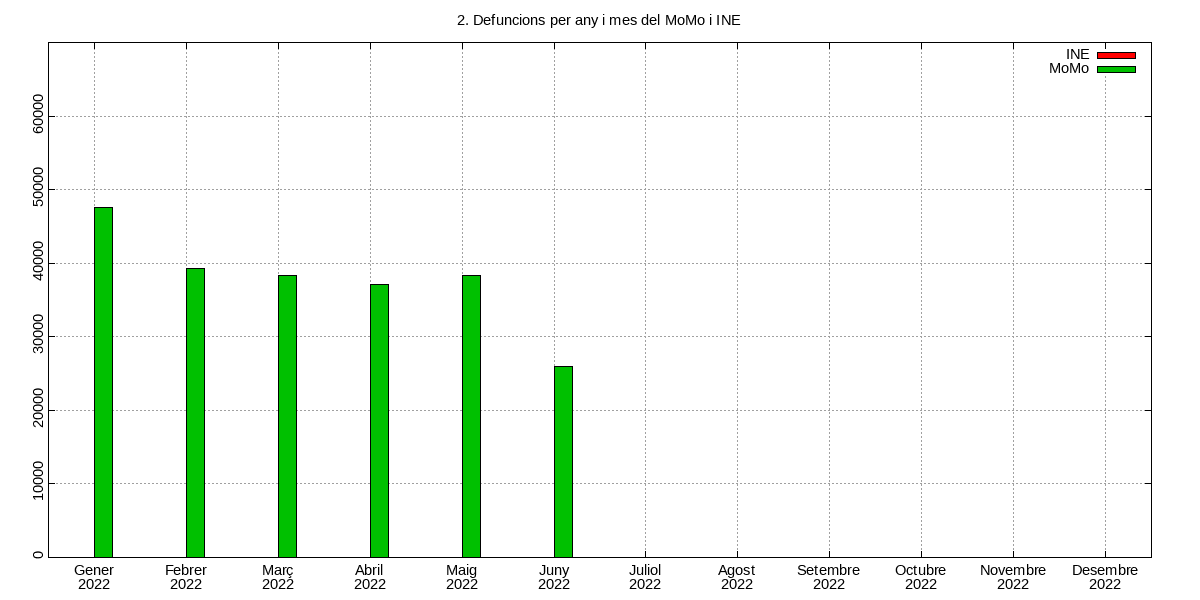 2. Defuncions per any i mes del MoMo i INE
INE
MoMo
60000
50000
40000
30000
20000
10000
0
Gener Febrer Març Abril Maig Juny Juliol Agost Setembre Octubre Novembre Desembre
2022 2022 2022 2022 2022 2022 2022 2022 2022 2022 2022 2022